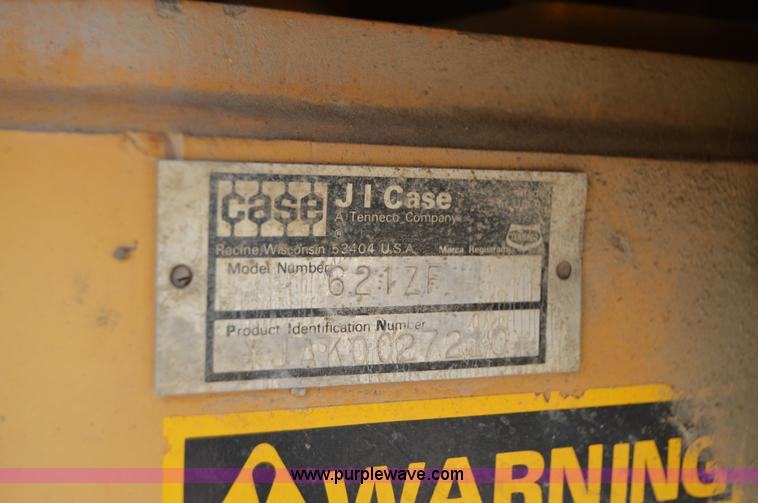 case
J I Case
A Tenneco Company
®
Racine, Wisconsin 53404 U.S.A.
Marca Registrada
Model Number
621ZF
Product Identification Number
WARNING
www.purplewave.com